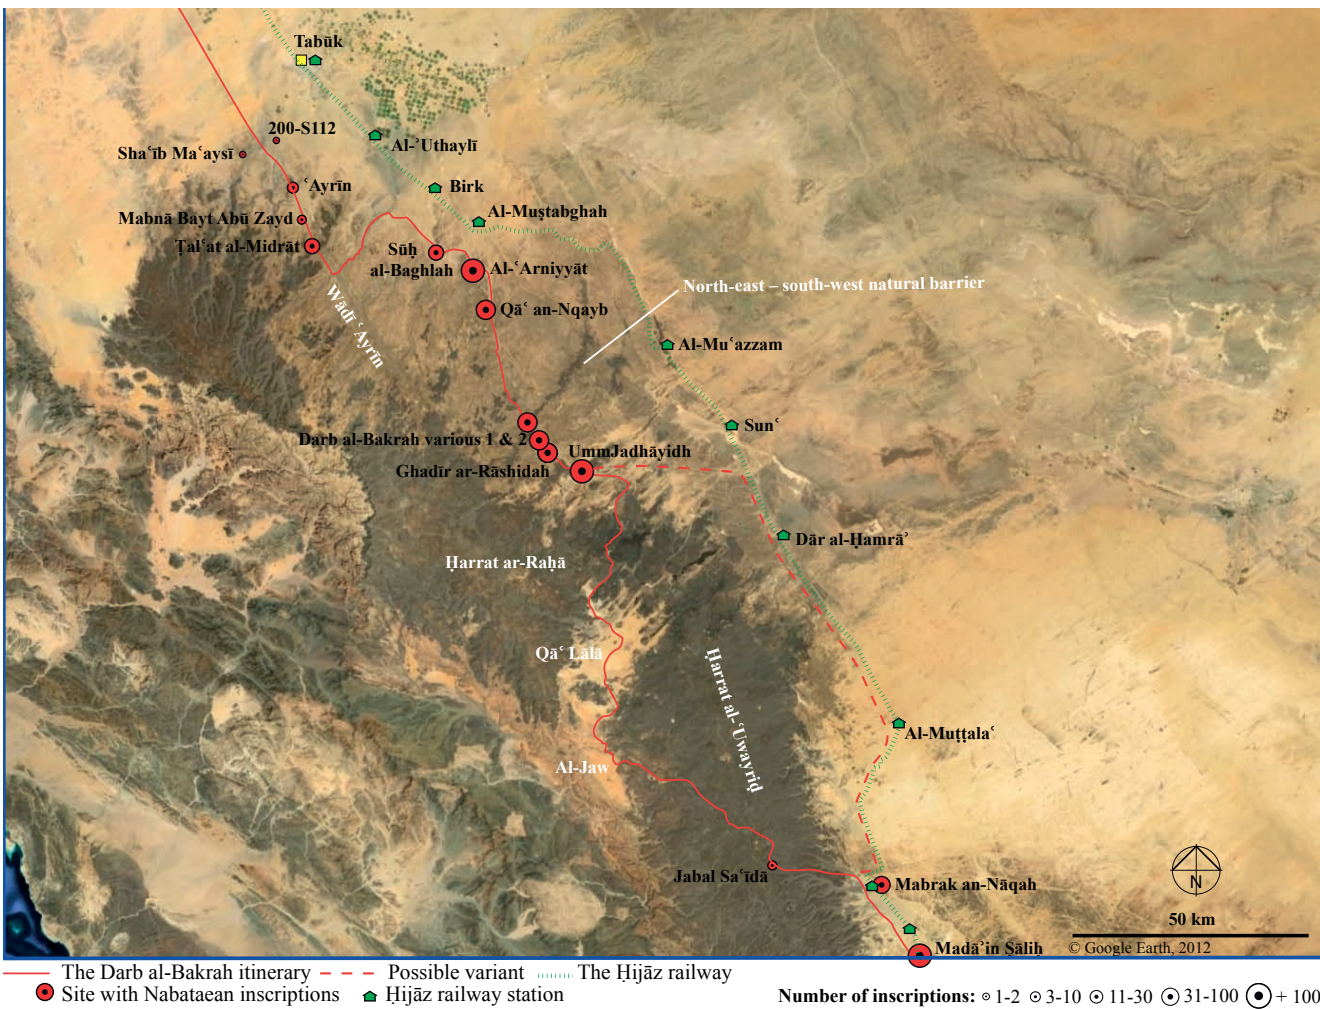 Tabūk
200-S112
Shaʿīb Maʿaysī
Al-ʾUthaylī
ʿAyrīn
Birk
Mabnā Bayt Abū Zayd
Al-Muṣtabghah
Ṭalʿat al-Midrāt
Sūḥ
al-Baghlah
Al-ʿArniyyāt
North-east – south-west natural barrier
Qāʿ an-Nqayb
Wādī ʿAyrīn
Al-Muʿazzam
Sunʿ
Darb al-Bakrah various 1 & 2
UmmJadhāyidh
Ghadīr ar-Rāshidah
Dār al-Ḥamrāʾ
Ḥarrat ar-Raḥā
Qāʿ Lālā
Ḥarrat al-ʿUwayriḍ
Al-Muṭṭalaʿ
Al-Jaw
Jabal Saʿīdā
Mabrak an-Nāqah
N
50 km
Madāʾin Ṣāliḥ
© Google Earth, 2012
The Darb al-Bakrah itinerary
Possible variant
The Hijāz railway
Site with Nabataean inscriptions
Ḥijāz railway station
Number of inscriptions: 1-2 3-10 11-30 31-100 + 100